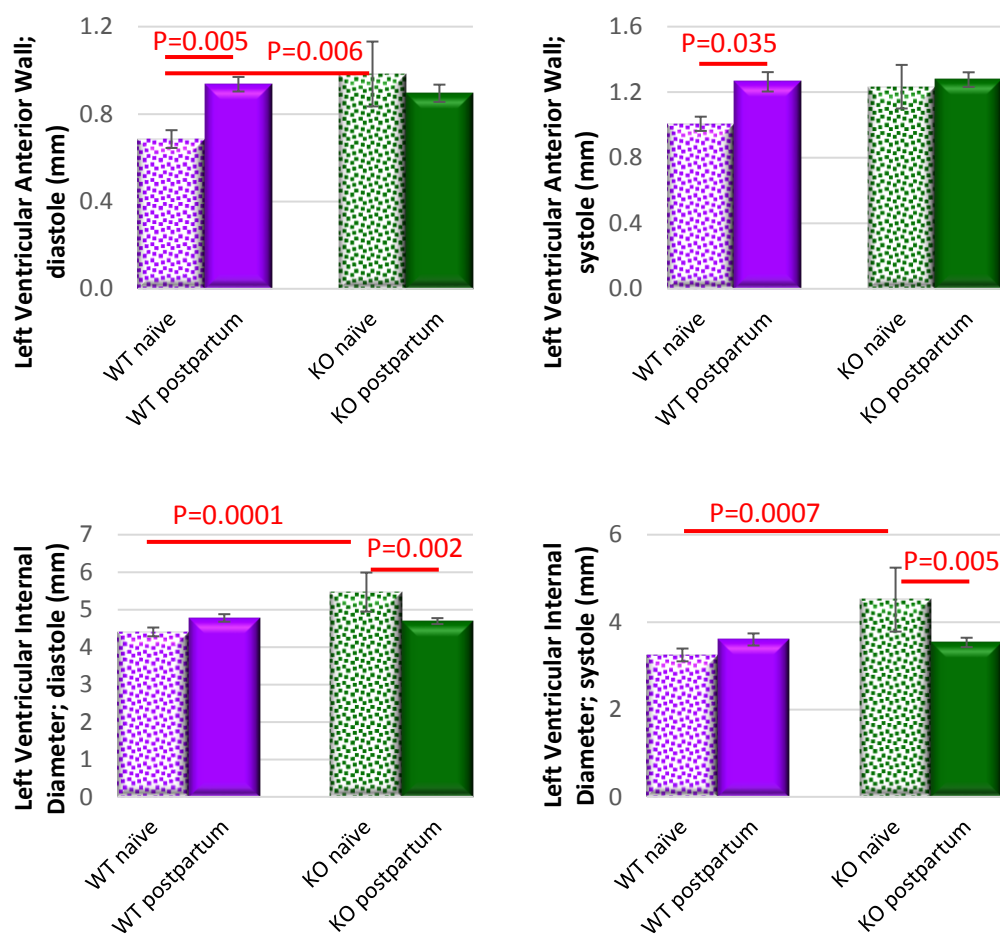 Left Ventricular Anterior Wall;
diastole (mm)
1.2
0.8
0.4
0.0
P=0.005
P=0.006
WT naïve
WT postpartum
KO naïve
KO postpartum
Left Ventricular Anterior Wall;
systole (mm)
1.6
1.2
0.8
0.4
0.0
P=0.035
WT naïve
WT postpartum
KO naïve
KO postpartum
Left Ventricular Internal
Diameter; diastole (mm)
7
6
5
4
3
2
1
0
P=0.0001
P=0.002
WT naïve
WT postpartum
KO naïve
KO postpartum
Left Ventricular Internal
Diameter; systole (mm)
6
4
2
0
P=0.0007
P=0.005
WT naïve
WT postpartum
KO naïve
KO postpartum